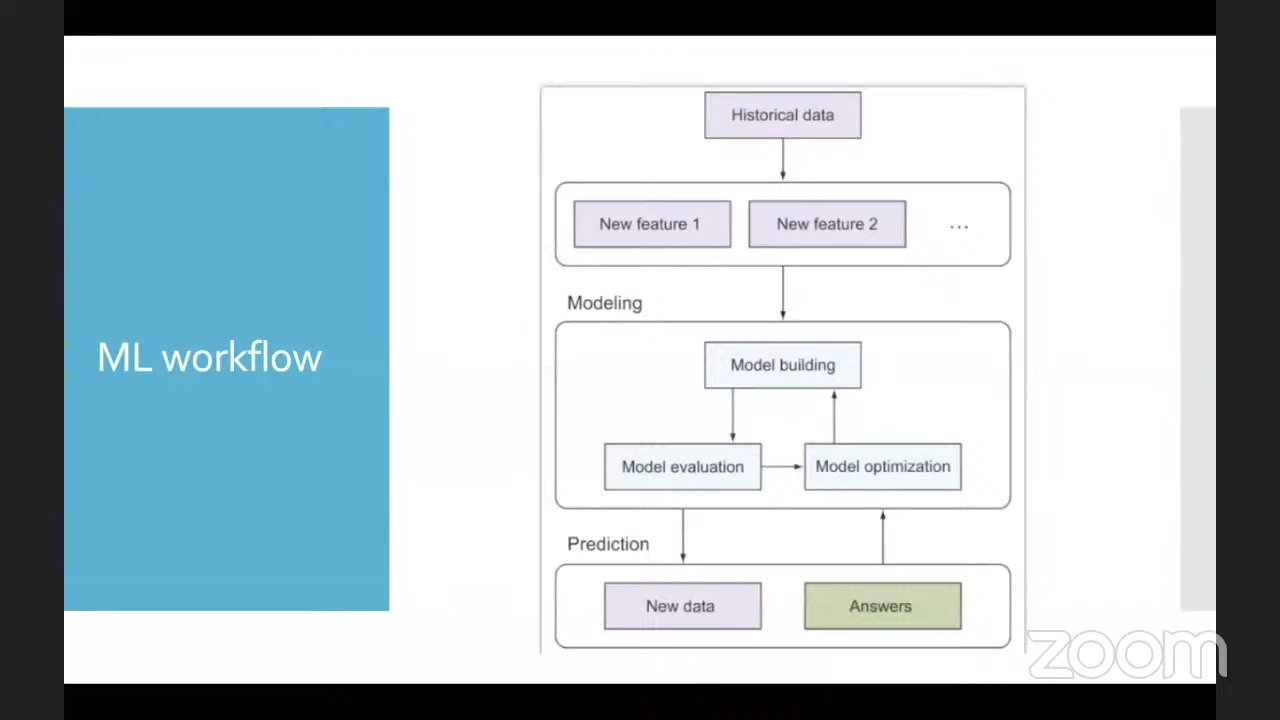 ML workflow
Historical data
New feature 1
New feature 2
...
Modeling
Model building
Model evaluation
Model optimization
Prediction
New data
Answers
zoom